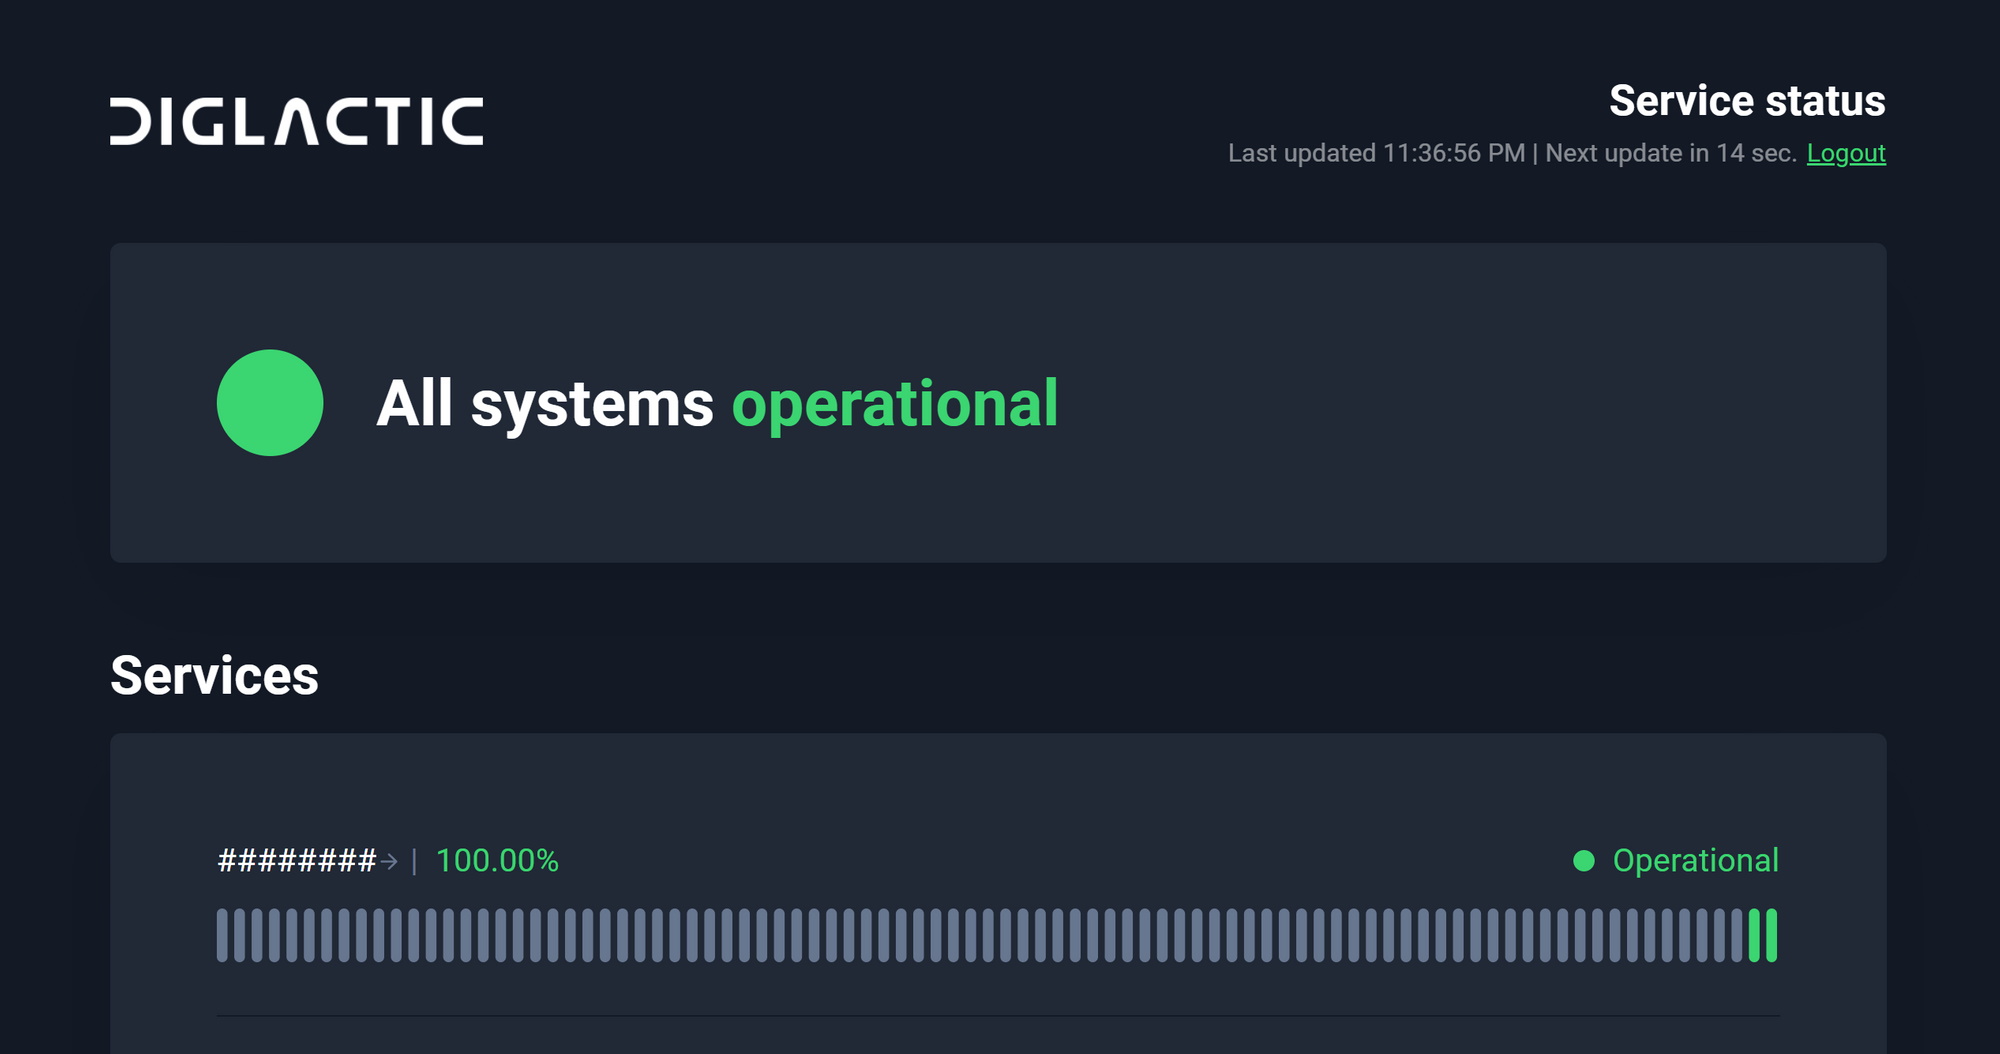 DIGLACTIC
Service status
Last updated 11:36:56 PM | Next update in 14 sec. Logout
All systems operational
Services
########→ | 100.00%
Operational